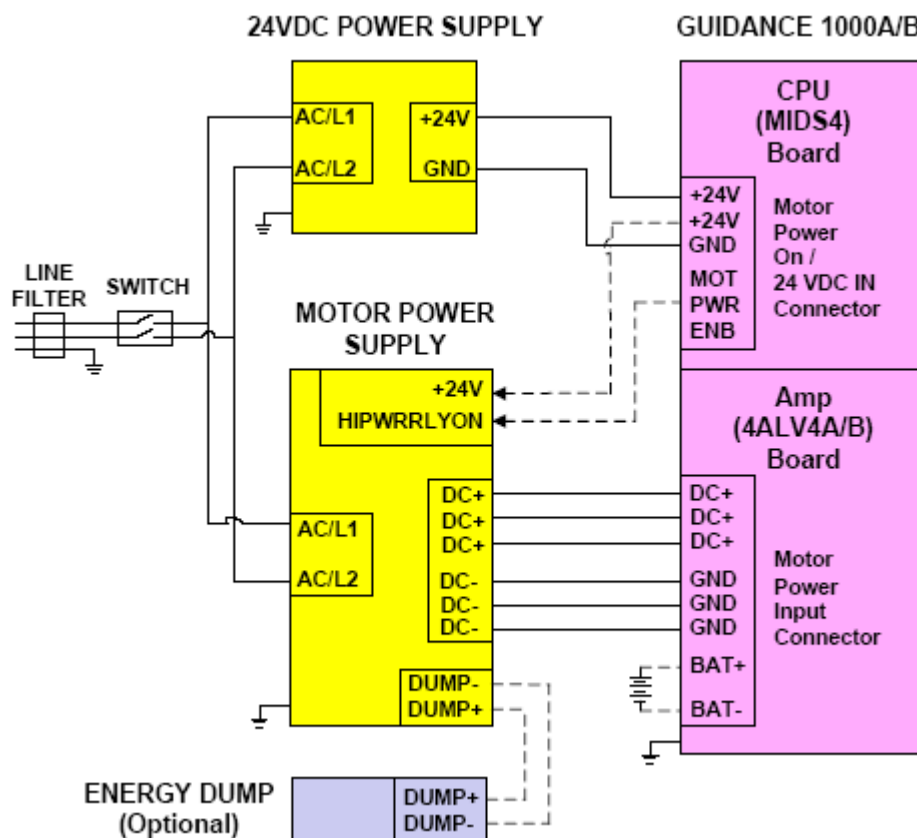 24VDC POWER SUPPLY
GUIDANCE 1000A/B
AC/L1
AC/L2
+24V
GND
CPU
(MIDS4)
Board
+24V
+24V
GND
MOT
PWR
ENB
Motor
Power
On /
24 VDC IN
Connector
LINE
FILTER
SWITCH
MOTOR POWER
SUPPLY
+24V
HIPWRRLYON
AC/L1
AC/L2
DC+
DC+
DC+
DC-
DC-
DC-
DUMP-
DUMP+
Amp
(4ALV4A/B)
Board
DC+
DC+
DC+
GND
GND
GND
BAT+
BAT-
Motor
Power
Input
Connector
ENERGY DUMP
(Optional)
DUMP+
DUMP-